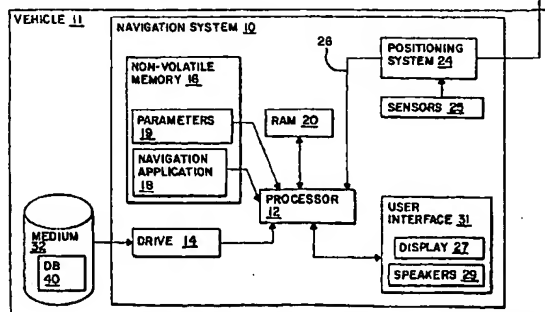 VEHICLE 11
NAVIGATION SYSTEM 10
NON-VOLATILE
MEMORY 16
PARAMETERS
19
NAVIGATION
APPLICATION
18
RAM 20
26
POSITIONING
SYSTEM 24
SENSORS 25
PROCESSOR
12
USER
INTERFACE 31
DISPLAY 27
SPEAKERS 29
MEDIUM
32
DB
40
DRIVE 14